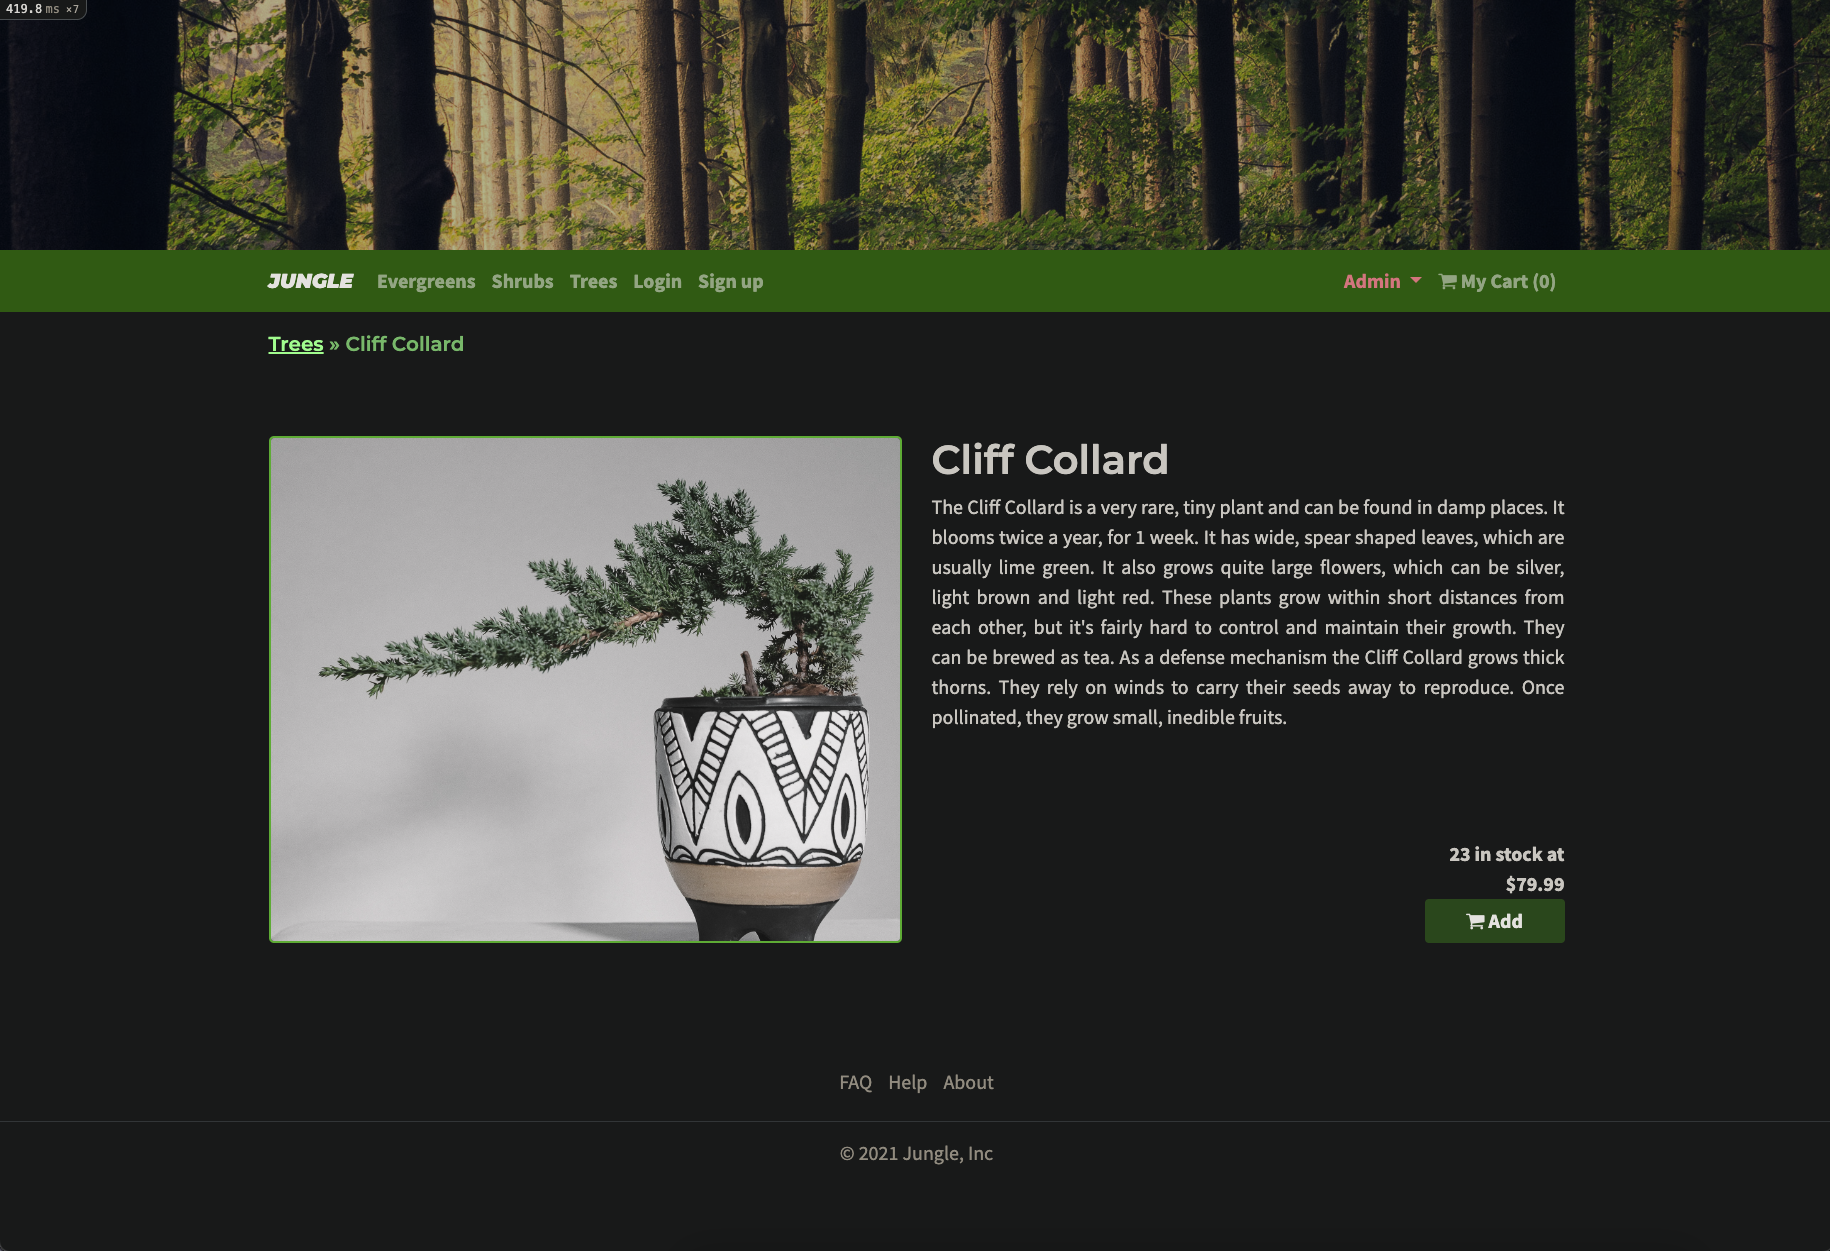 419.8 ms ×7
JUNGLE Evergreens Shrubs Trees Login Sign up Admin My Cart (0)
Trees » Cliff Collard
Cliff Collard
The Cliff Collard is a very rare, tiny plant and can be found in damp places. It
blooms twice a year, for 1 week. It has wide, spear shaped leaves, which are
usually lime green. It also grows quite large flowers, which can be silver,
light brown and light red. These plants grow within short distances from
each other, but it's fairly hard to control and maintain their growth. They
can be brewed as tea. As a defense mechanism the Cliff Collard grows thick
thorns. They rely on winds to carry their seeds away to reproduce. Once
pollinated, they grow small, inedible fruits.
23 in stock at
$79.99
Add
FAQ Help About
© 2021 Jungle, Inc